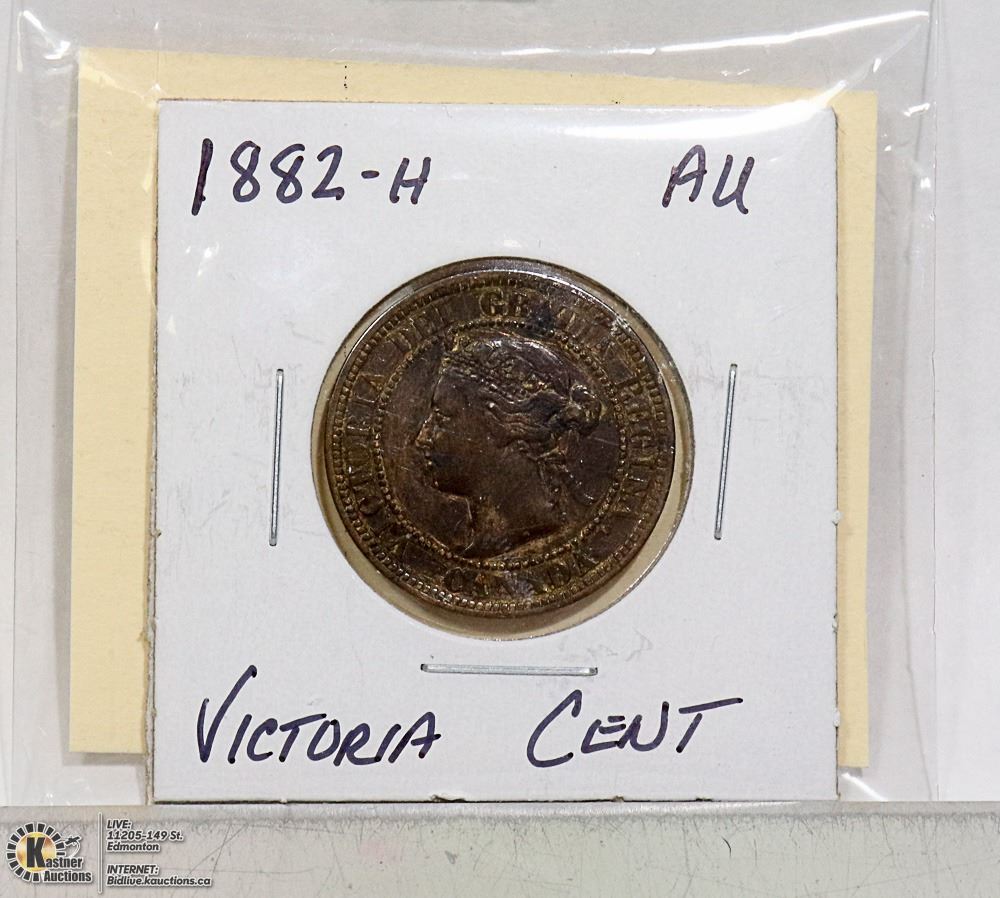 1882-H AU
VICTORIA DEI GRATIA REGINA.
CANADA
VICTORIA CENT
Kastner
Auctions
LIVE:
11205-149 St.
Edmonton
INTERNET:
Bidlive.kauctions.ca